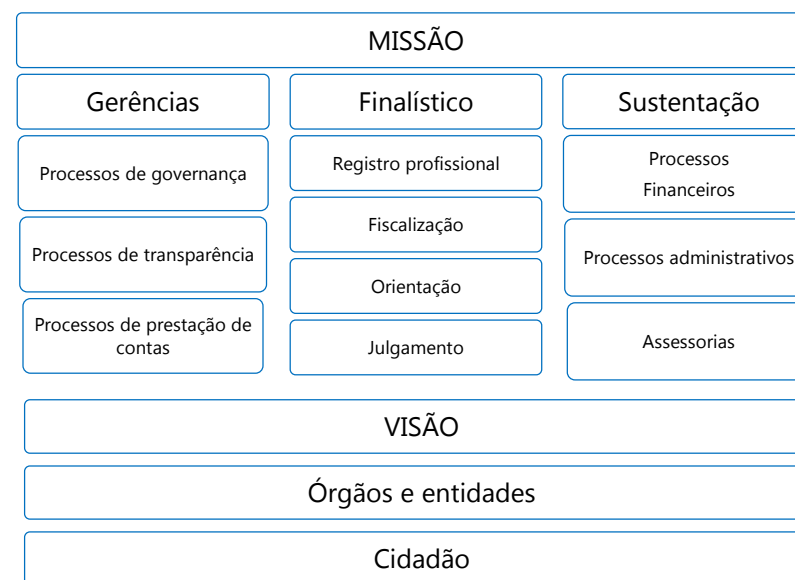 MISSÃO
Gerências
Processos de governança
Processos de transparência
Processos de prestação de
contas
Finalístico
Registro profissional
Fiscalização
Orientação
Julgamento
Sustentação
Processos
Financeiros
Processos administrativos
Assessorias
VISÃO
Órgãos e entidades
Cidadão